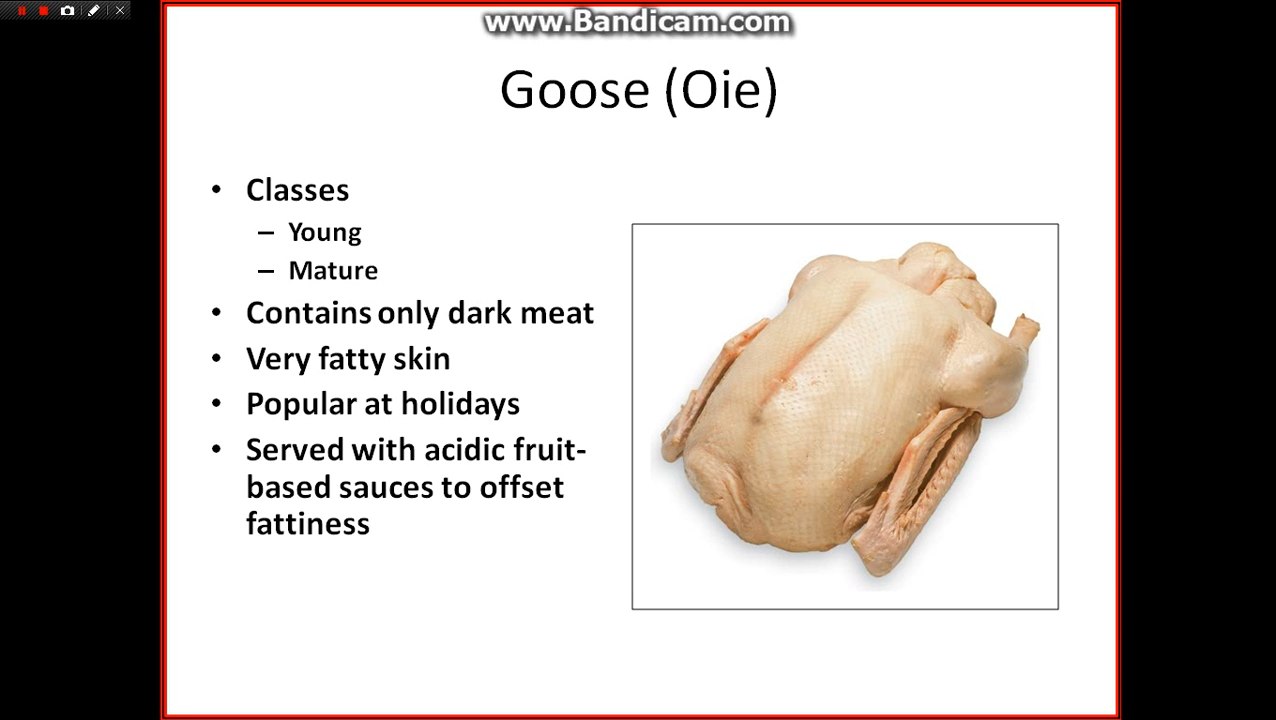 www.Bandicam.com
Goose (Oie)
• Classes
– Young
– Mature
• Contains only dark meat
• Very fatty skin
• Popular at holidays
• Served with acidic fruit-
based sauces to offset
fattiness